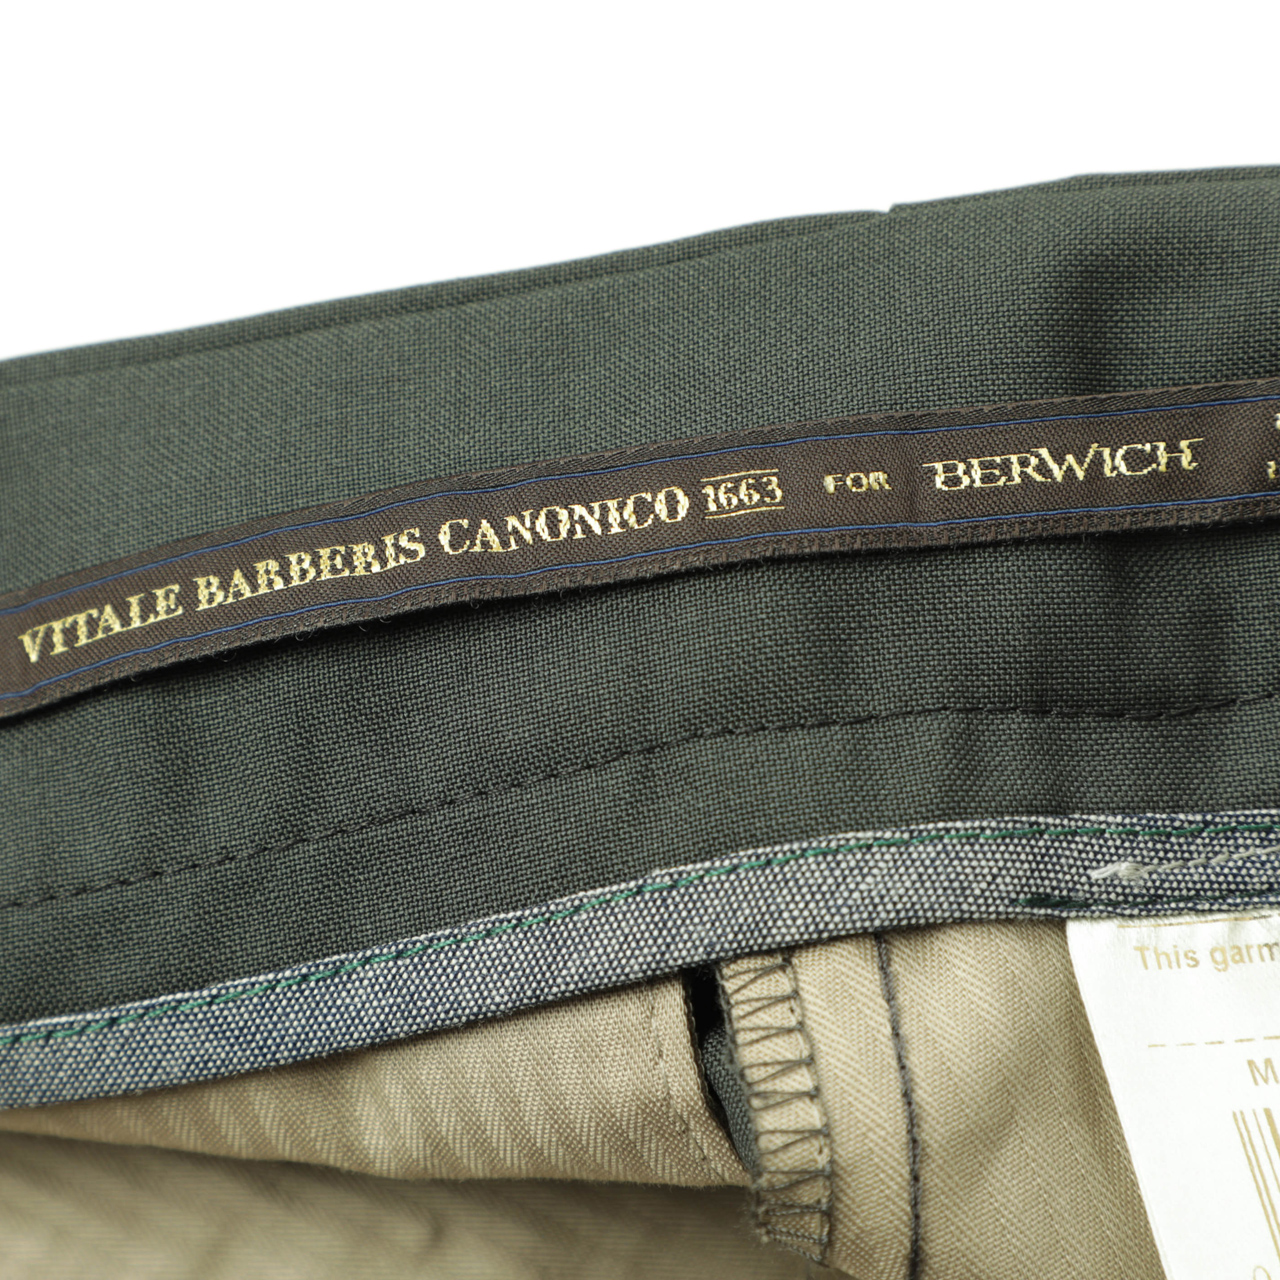 VITALE BARBERIS CANONICO 1663 FOR BERWICH
This garm
M